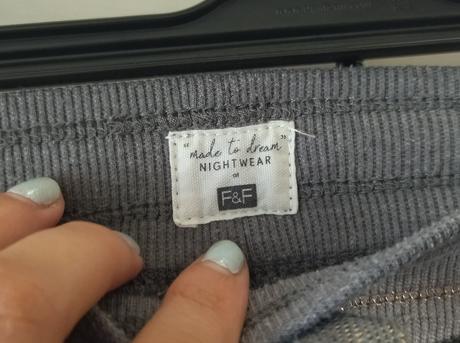 "made to dream"
NIGHTWEAR
at
F&F